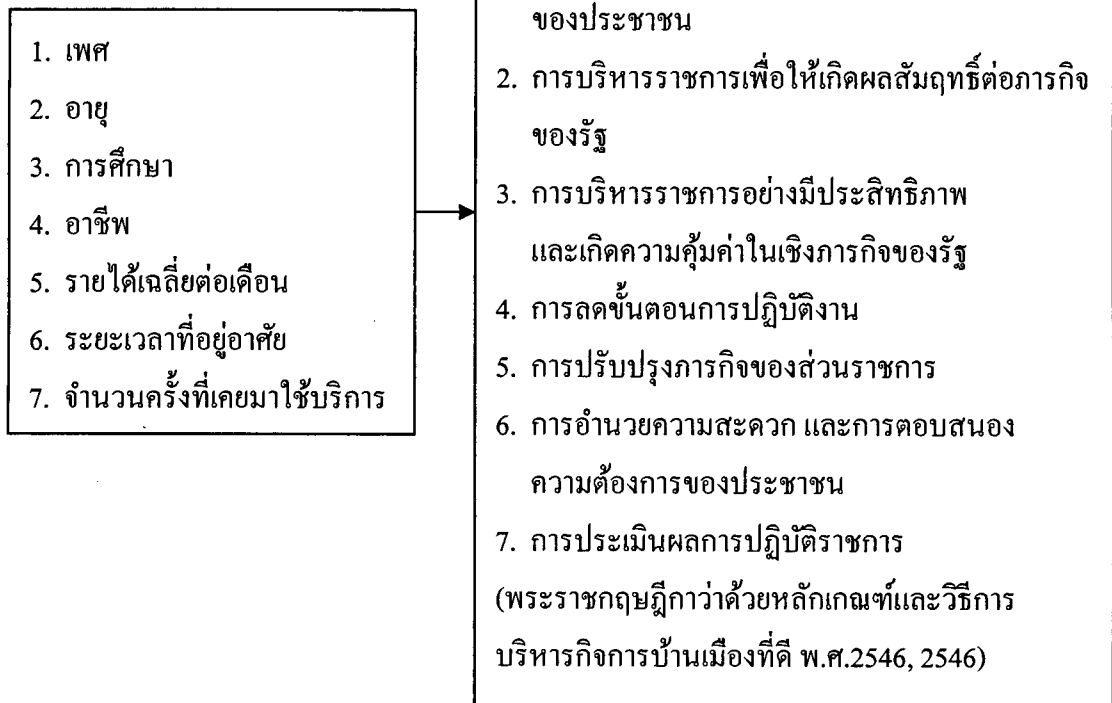 1. เพศ
2. อายุ
3. การศึกษา
4. อาชีพ
5. รายได้เฉลี่ยต่อเดือน
6. ระยะเวลาที่อยู่อาศัย
7. จำนวนครั้งที่เคยมาใช้บริการ
ของประชาชน
2. การบริหารราชการเพื่อให้เกิดผลสัมฤทธิ์ต่อภารกิจ
ของรัฐ
3. การบริหารราชการอย่างมีประสิทธิภาพ
และเกิดความคุ้มค่าในเชิงภารกิจของรัฐ
4. การลดขั้นตอนการปฏิบัติงาน
5. การปรับปรุงภารกิจของส่วนราชการ
6. การอำนวยความสะดวก และการตอบสนอง
ความต้องการของประชาชน
7. การประเมินผลการปฏิบัติราชการ
(พระราชกฤษฎีกาว่าด้วยหลักเกณฑ์และวิธีการ
บริหารกิจการบ้านเมืองที่ดี พ.ศ.2546, 2546)